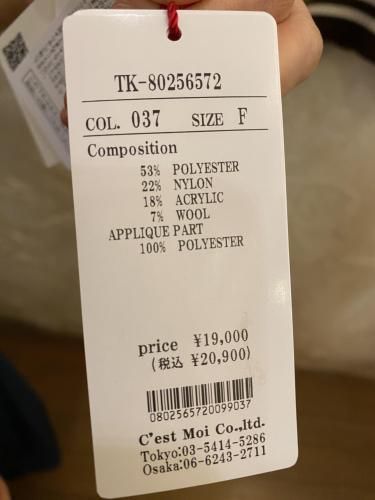 TK-80256572
COL. 037 SIZE F
Composition
53% POLYESTER
22% NYLON
18% ACRYLIC
7% WOOL
APPLIQUE PART
100% POLYESTER
price ¥19,000
(税込 ¥20,900)
0802565720099037
C'est Moi Co.,ltd.
Tokyo:03-5414-5286
Osaka:06-6243-2711